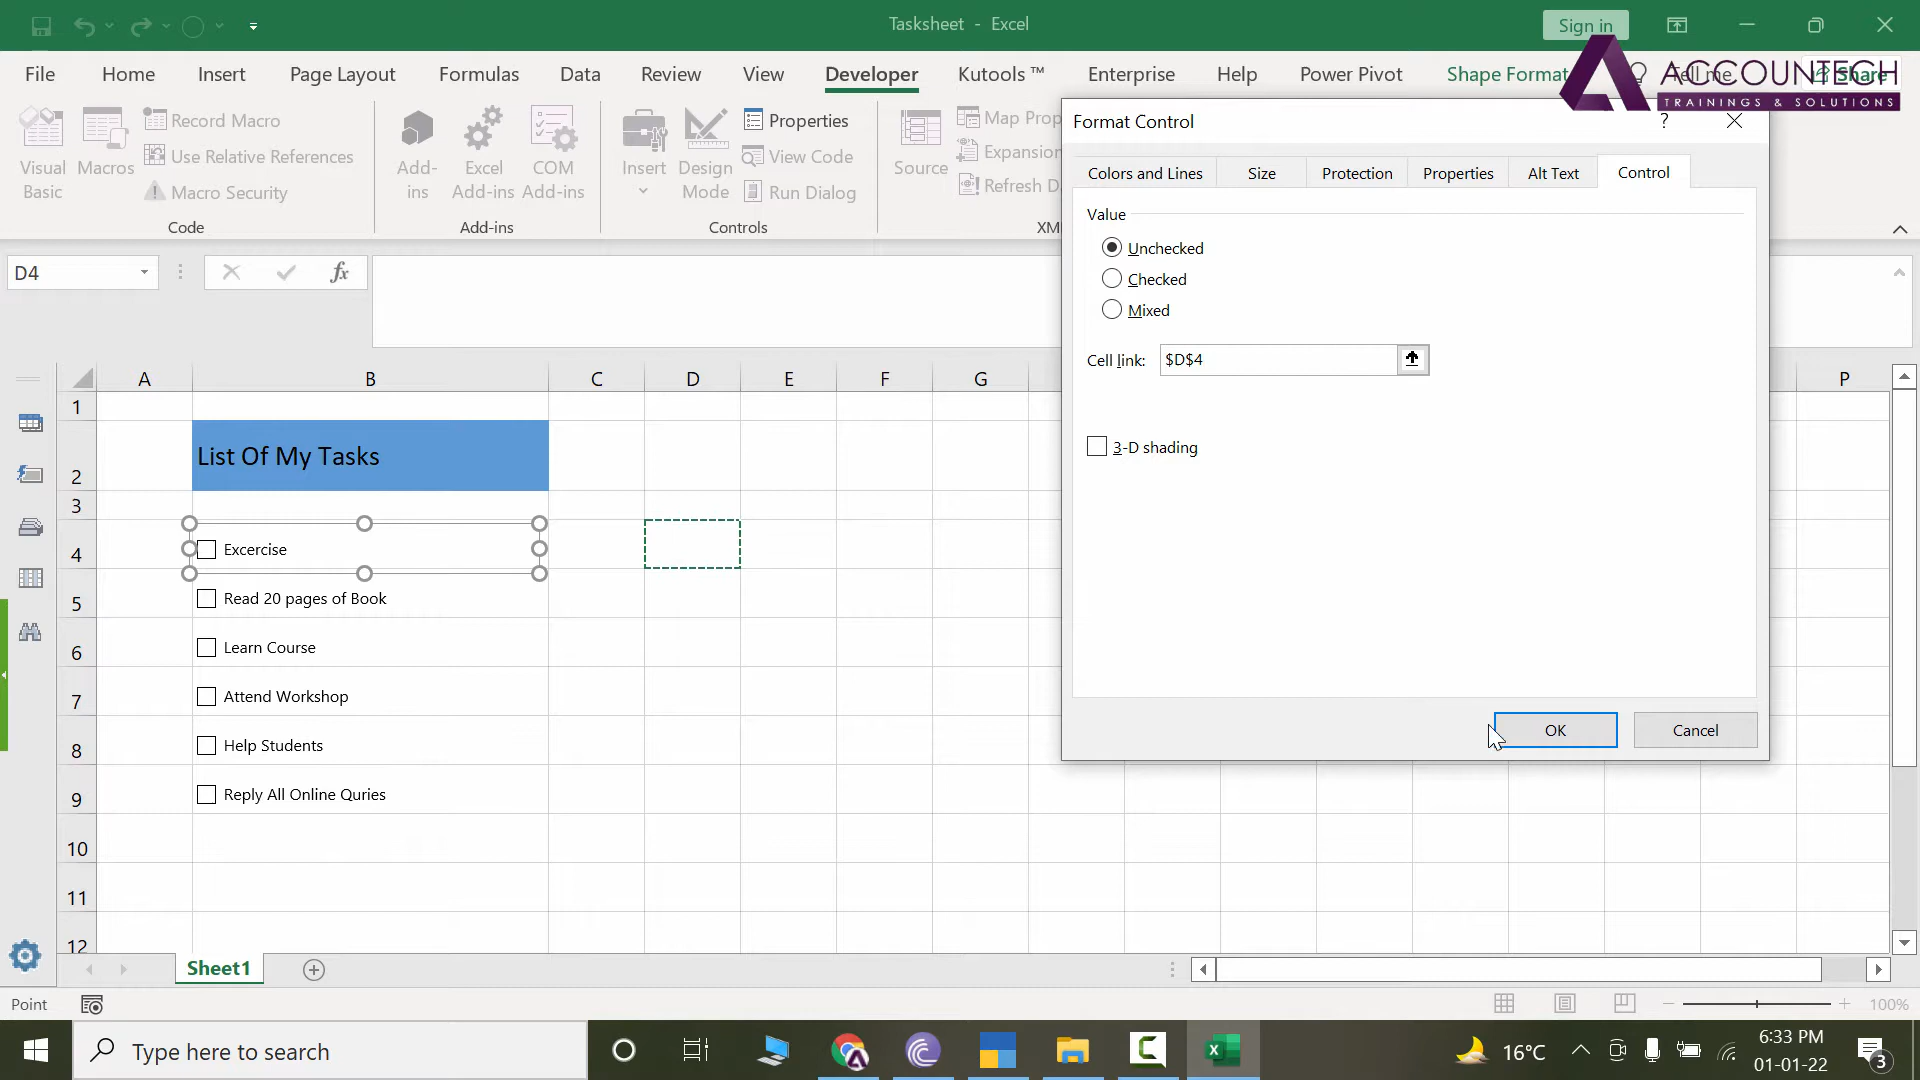 Tasksheet - Excel
Sign in
File Home Insert Page Layout Formulas Data Review View Developer Kutools ™ Enterprise Help Power Pivot Shape Format Tell me Share
ACCOUNTECH
TRAININGS & SOLUTIONS
Visual Basic
Macros
Record Macro
Use Relative References
Macro Security
Code
Add-ins
Excel Add-ins
COM Add-ins
Add-ins
Insert
Design Mode
Properties
View Code
Run Dialog
Controls
Source
Map Prop
Expansion
Refresh D
XM
Format Control
?
Colors and Lines Size Protection Properties Alt Text Control
Value
Unchecked
Checked
Mixed
Cell link: $D$4
3-D shading
OK Cancel
D4
fx
A B C D E F G P
1
2 List Of My Tasks
3
4 Excercise
5 Read 20 pages of Book
6 Learn Course
7 Attend Workshop
8 Help Students
9 Reply All Online Quries
10
11
12
Sheet1
Point
100%
Type here to search
16°C
6:33 PM
01-01-22
3